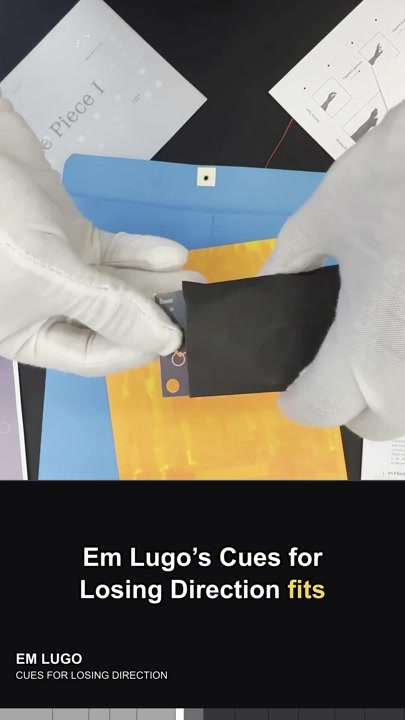 e Piece I
Em Lugo’s Cues for
Losing Direction fits
EM LUGO
CUES FOR LOSING DIRECTION